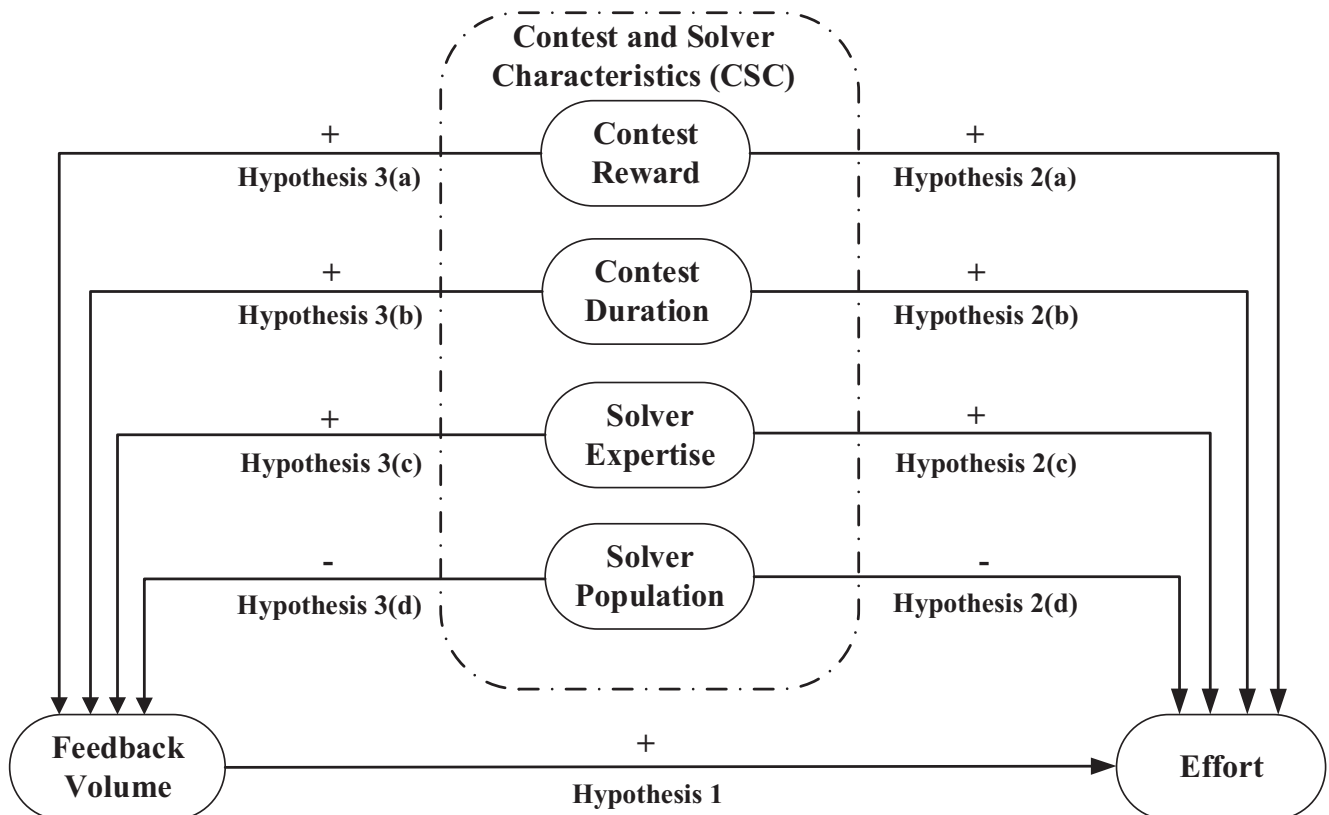 Contest and Solver
Characteristics (CSC)
+
Hypothesis 3(a)
Contest
Reward
+
Hypothesis 2(a)
+
Hypothesis 3(b)
Contest
Duration
+
Hypothesis 2(b)
+
Hypothesis 3(c)
Solver
Expertise
+
Hypothesis 2(c)
-
Hypothesis 3(d)
Solver
Population
-
Hypothesis 2(d)
Feedback
Volume
+
Hypothesis 1
Effort